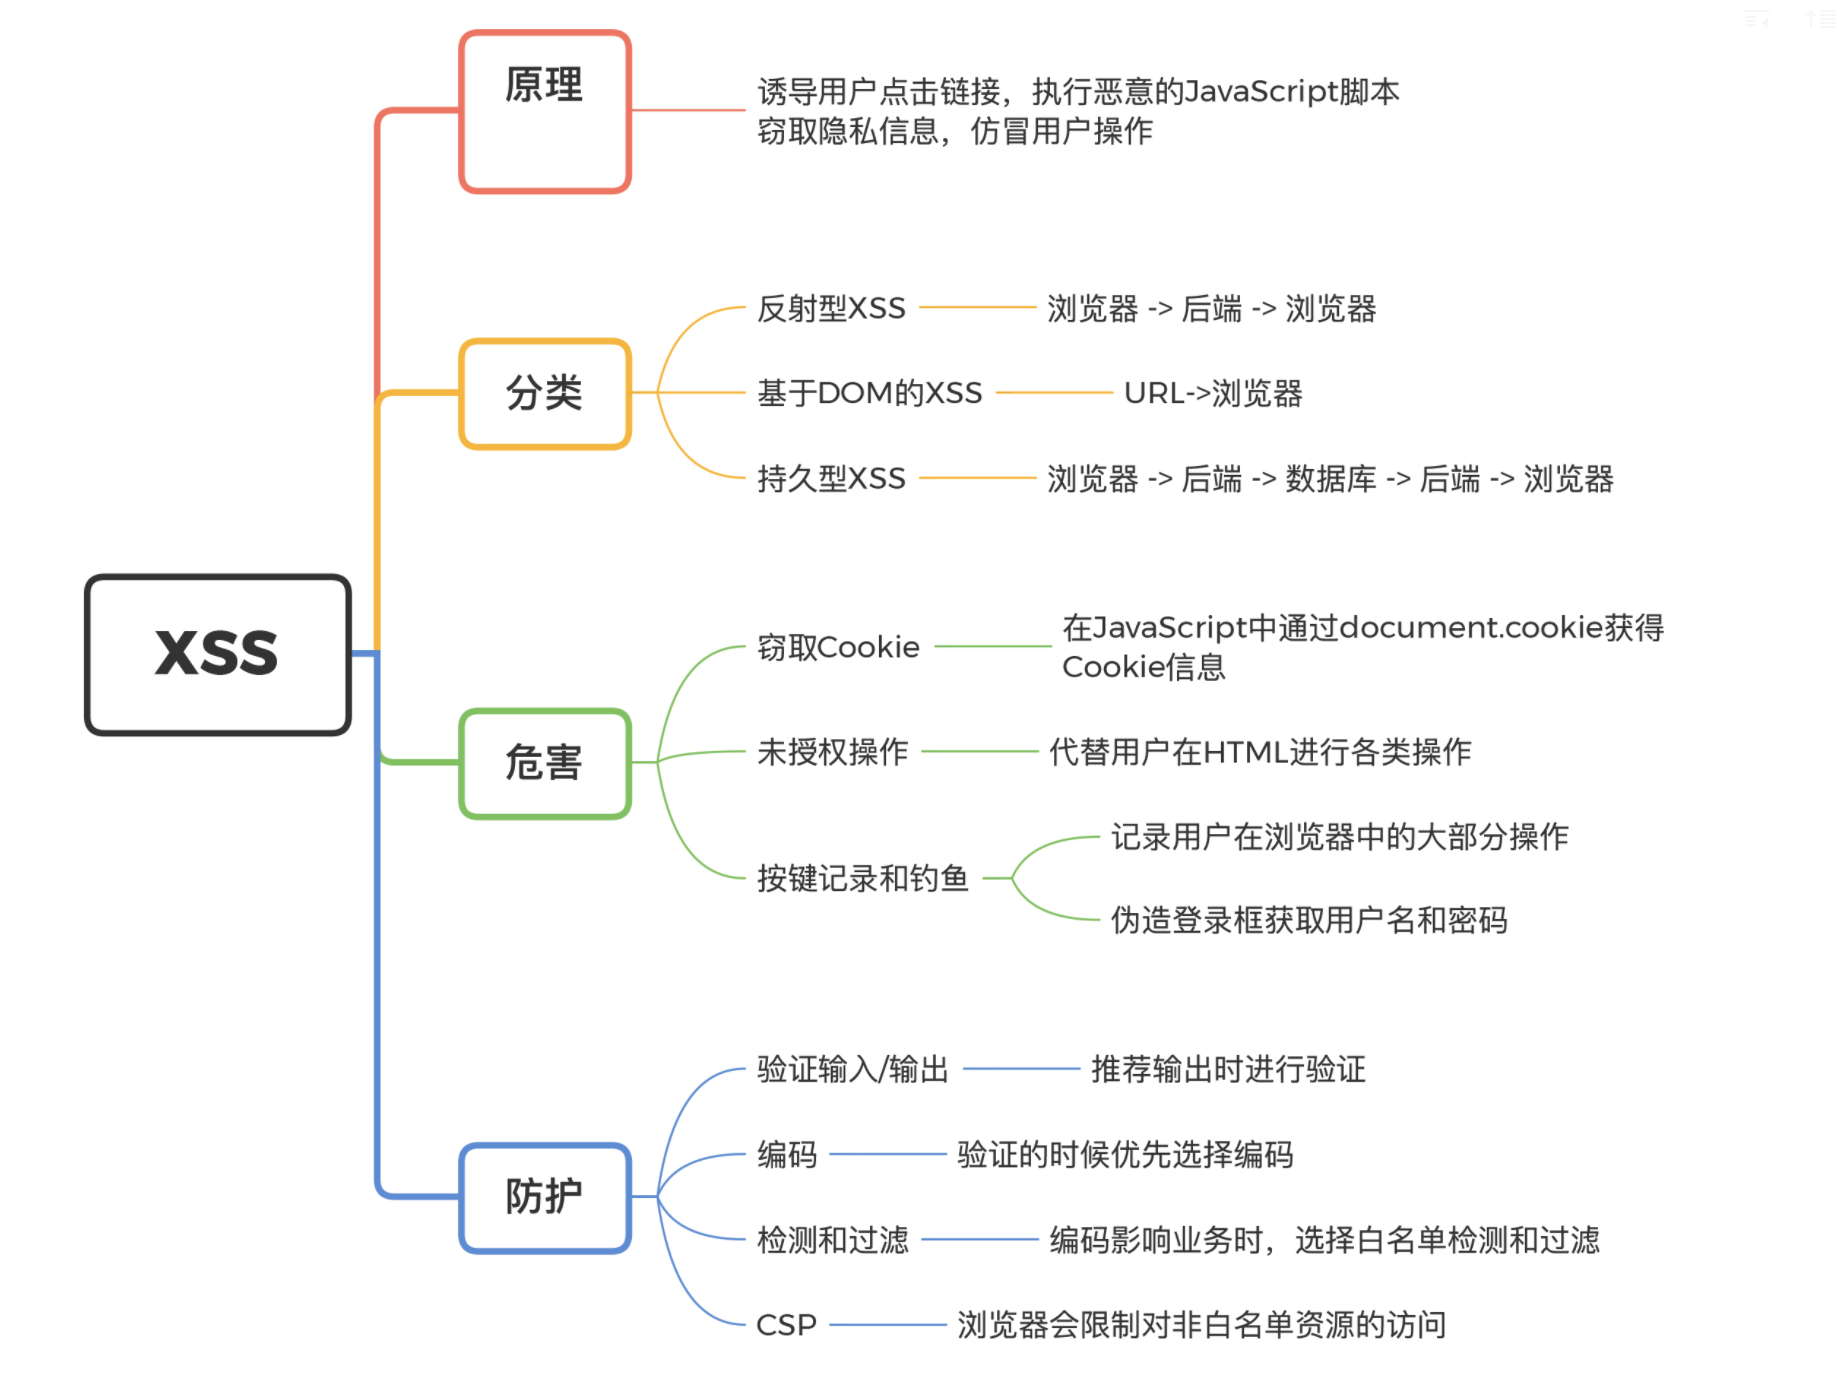 XSS
原理
诱导用户点击链接，执行恶意的JavaScript脚本
窃取隐私信息，仿冒用户操作
分类
反射型XSS
浏览器 -> 后端 -> 浏览器
基于DOM的XSS
URL->浏览器
持久型XSS
浏览器 -> 后端 -> 数据库 -> 后端 -> 浏览器
危害
窃取Cookie
在JavaScript中通过document.cookie获得
Cookie信息
未授权操作
代替用户在HTML进行各类操作
按键记录和钓鱼
记录用户在浏览器中的大部分操作
伪造登录框获取用户名和密码
防护
验证输入/输出
推荐输出时进行验证
编码
验证的时候优先选择编码
检测和过滤
编码影响业务时，选择白名单检测和过滤
CSP
浏览器会限制对非白名单资源的访问